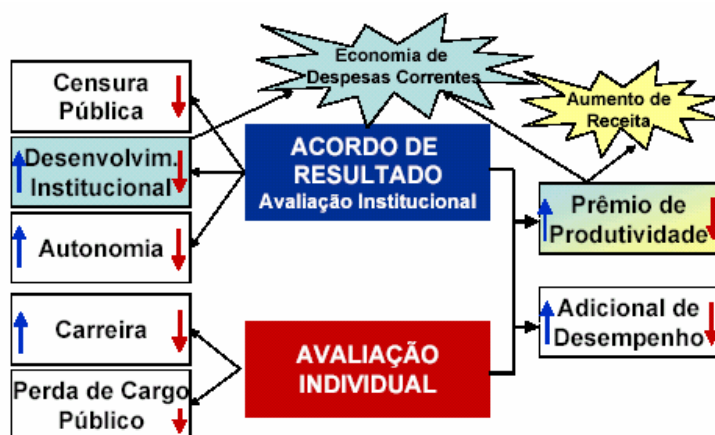 Censura
Pública
Desenvolvim.
Institucional
Autonomia
Carreira
Perda de Cargo
Público
Economia de
Despesas Correntes
ACORDO DE
RESULTADO
Avaliação Institucional
AVALIAÇÃO
INDIVIDUAL
Aumento de
Receita
Prêmio de
Produtividade
Adicional de
Desempenho